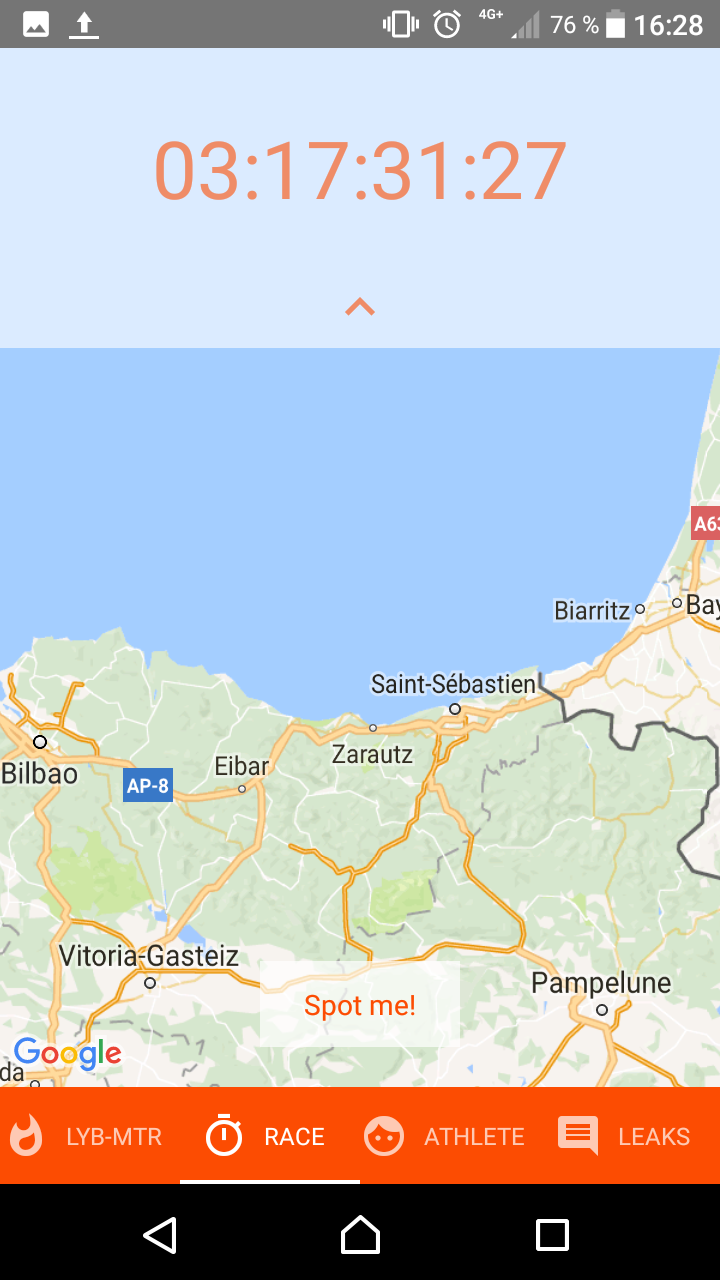 4G+ 76 % 16:28
03:17:31:27
A63
Biarritz
Bay
Saint-Sébastien
Zarautz
Eibar
Bilbao
AP-8
Vitoria-Gasteiz
Pampelune
Spot me!
Google
da
LYB-MTR RACE ATHLETE LEAKS